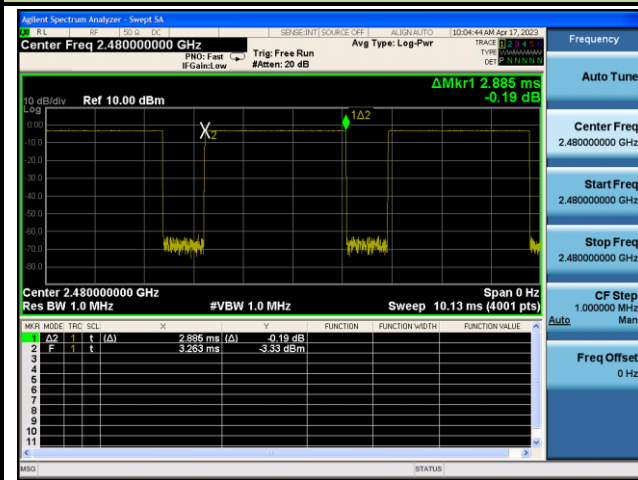 Agilent Spectrum Analyzer - Swept SA
RL RF 50 Ω DC SENSE:INT SOURCE OFF ALIGNAUTO 10:04:44 AM Apr 17, 2023
Center Freq 2.480000000 GHz
PNO: Fast
IFGain:Low
Trig: Free Run
#Atten: 20 dB
Avg Type: Log-Pwr
TRACE 1 2 3 4 5 6
TYPE
DET P N N N N N
ΔMkr1 2.885 ms
-0.19 dB
10 dB/div Ref 10.00 dBm
Log
0.00
-10.0
-20.0
-30.0
-50.0
-60.0
-70.0
-80.0
X2
1Δ2
Center 2.480000000 GHz Span 0 Hz
Res BW 1.0 MHz #VBW 1.0 MHz Sweep 10.13 ms (4001 pts)
MKR MODE TRC SCL X Y FUNCTION FUNCTION WIDTH FUNCTION VALUE
1 Δ2 1 t (Δ) 2.885 ms (Δ) -0.19 dB
2 F 1 t 3.263 ms -3.33 dBm
3
4
5
6
7
8
9
10
11
MSG STATUS
Frequency
Auto Tune
Center Freq
2.480000000 GHz
Start Freq
2.480000000 GHz
Stop Freq
2.480000000 GHz
CF Step
1.000000 MHz
Auto Man
Freq Offset
0 Hz